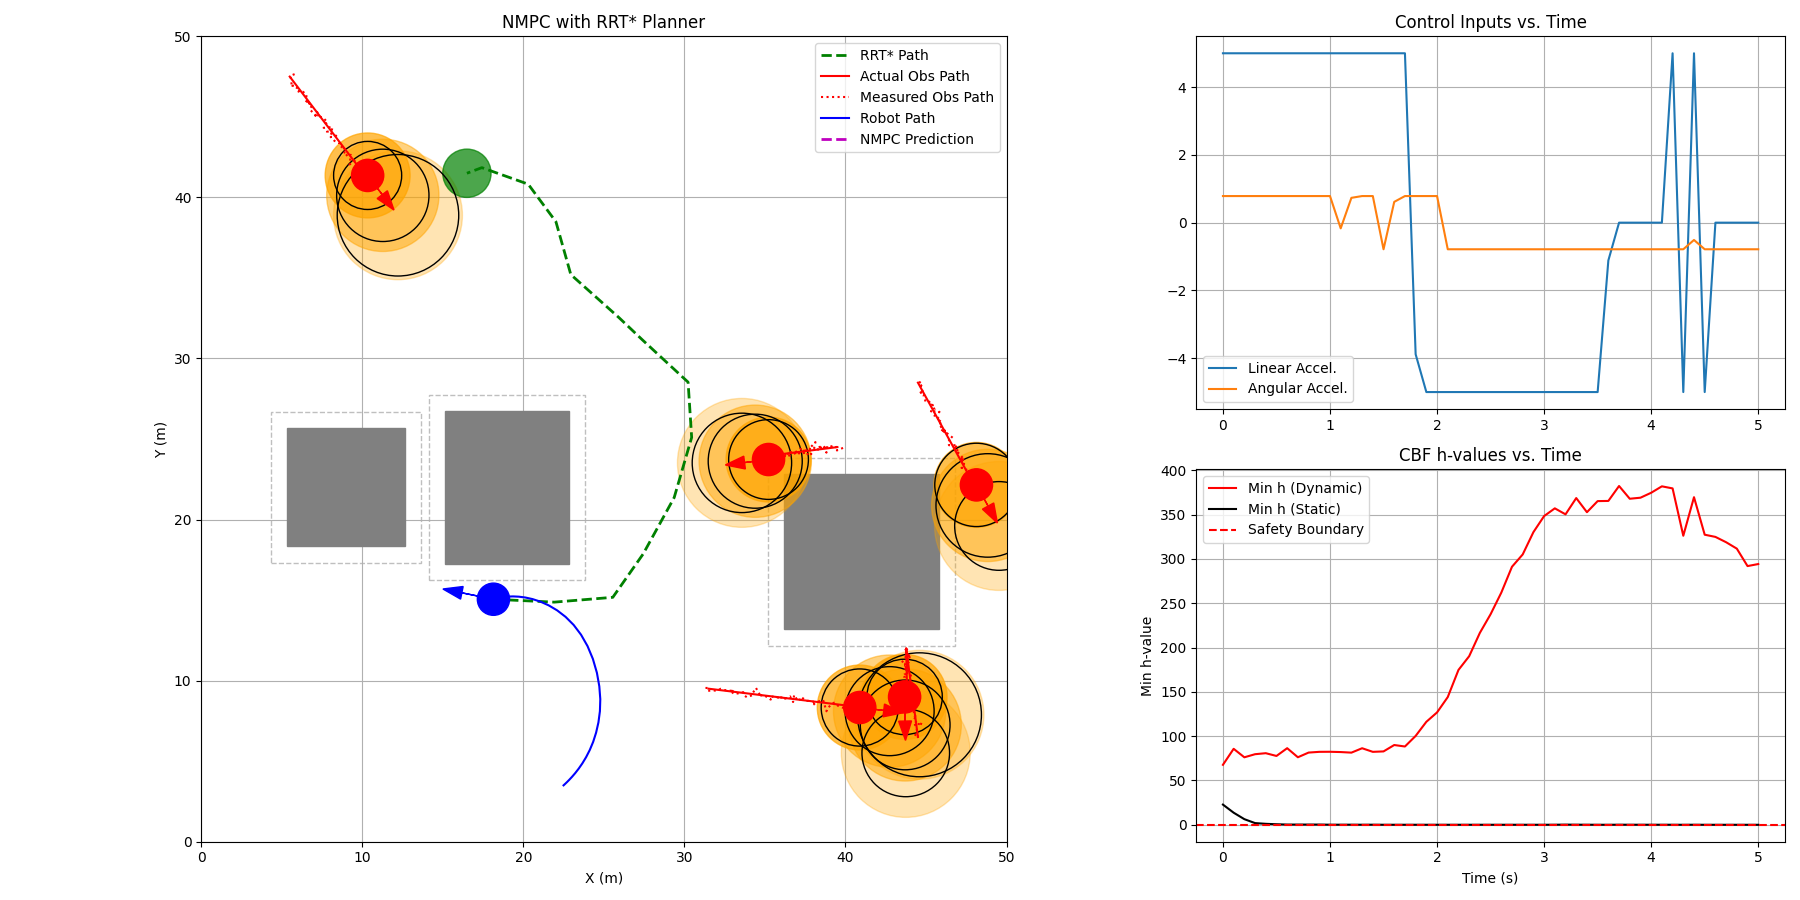 NMPC with RRT* Planner
50
40
30
20
10
0
Y (m)
RRT* Path
Actual Obs Path
Measured Obs Path
Robot Path
NMPC Prediction
0 10 20 30 40 50
X (m)
Control Inputs vs. Time
4
2
0
−2
−4
Linear Accel.
Angular Accel.
0 1 2 3 4 5
CBF h-values vs. Time
400
350
300
250
200
150
100
50
0
Min h-value
Min h (Dynamic)
Min h (Static)
Safety Boundary
0 1 2 3 4 5
Time (s)